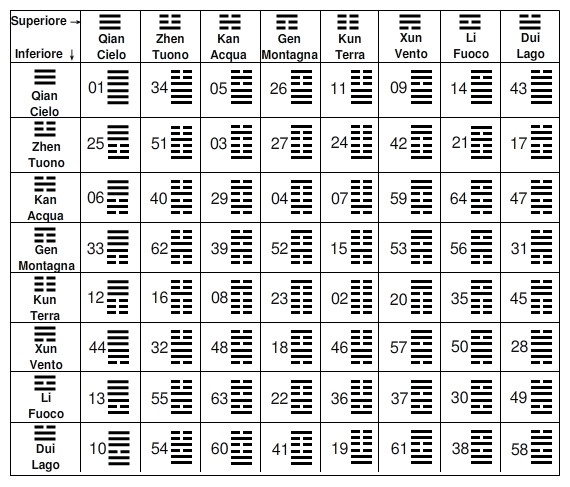 Superiore →
Inferiore ↓
Qian Cielo
Zhen Tuono
Kan Acqua
Gen Montagna
Kun Terra
Xun Vento
Li Fuoco
Dui Lago
Qian Cielo
01 34 05 26 11 09 14 43
Zhen Tuono
25 51 03 27 24 42 21 17
Kan Acqua
06 40 29 04 07 59 64 47
Gen Montagna
33 62 39 52 15 53 56 31
Kun Terra
12 16 08 23 02 20 35 45
Xun Vento
44 32 48 18 46 57 50 28
Li Fuoco
13 55 63 22 36 37 30 49
Dui Lago
10 54 60 41 19 61 38 58